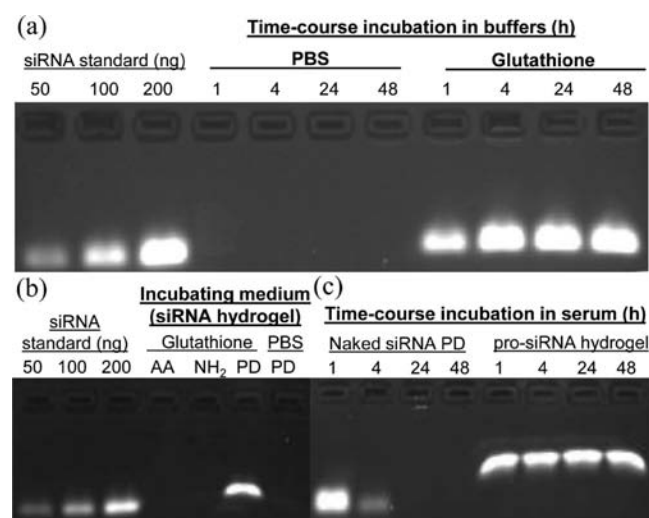 (a)
Time-course incubation in buffers (h)
siRNA standard (ng) PBS Glutathione
50 100 200 1 4 24 48 1 4 24 48
(b)
Incubating medium
(siRNA hydrogel)
siRNA
standard (ng)
Glutathione PBS
50 100 200 AA NH2 PD PD
(c)
Time-course incubation in serum (h)
Naked siRNA PD pro-siRNA hydrogel
1 4 24 48 1 4 24 48